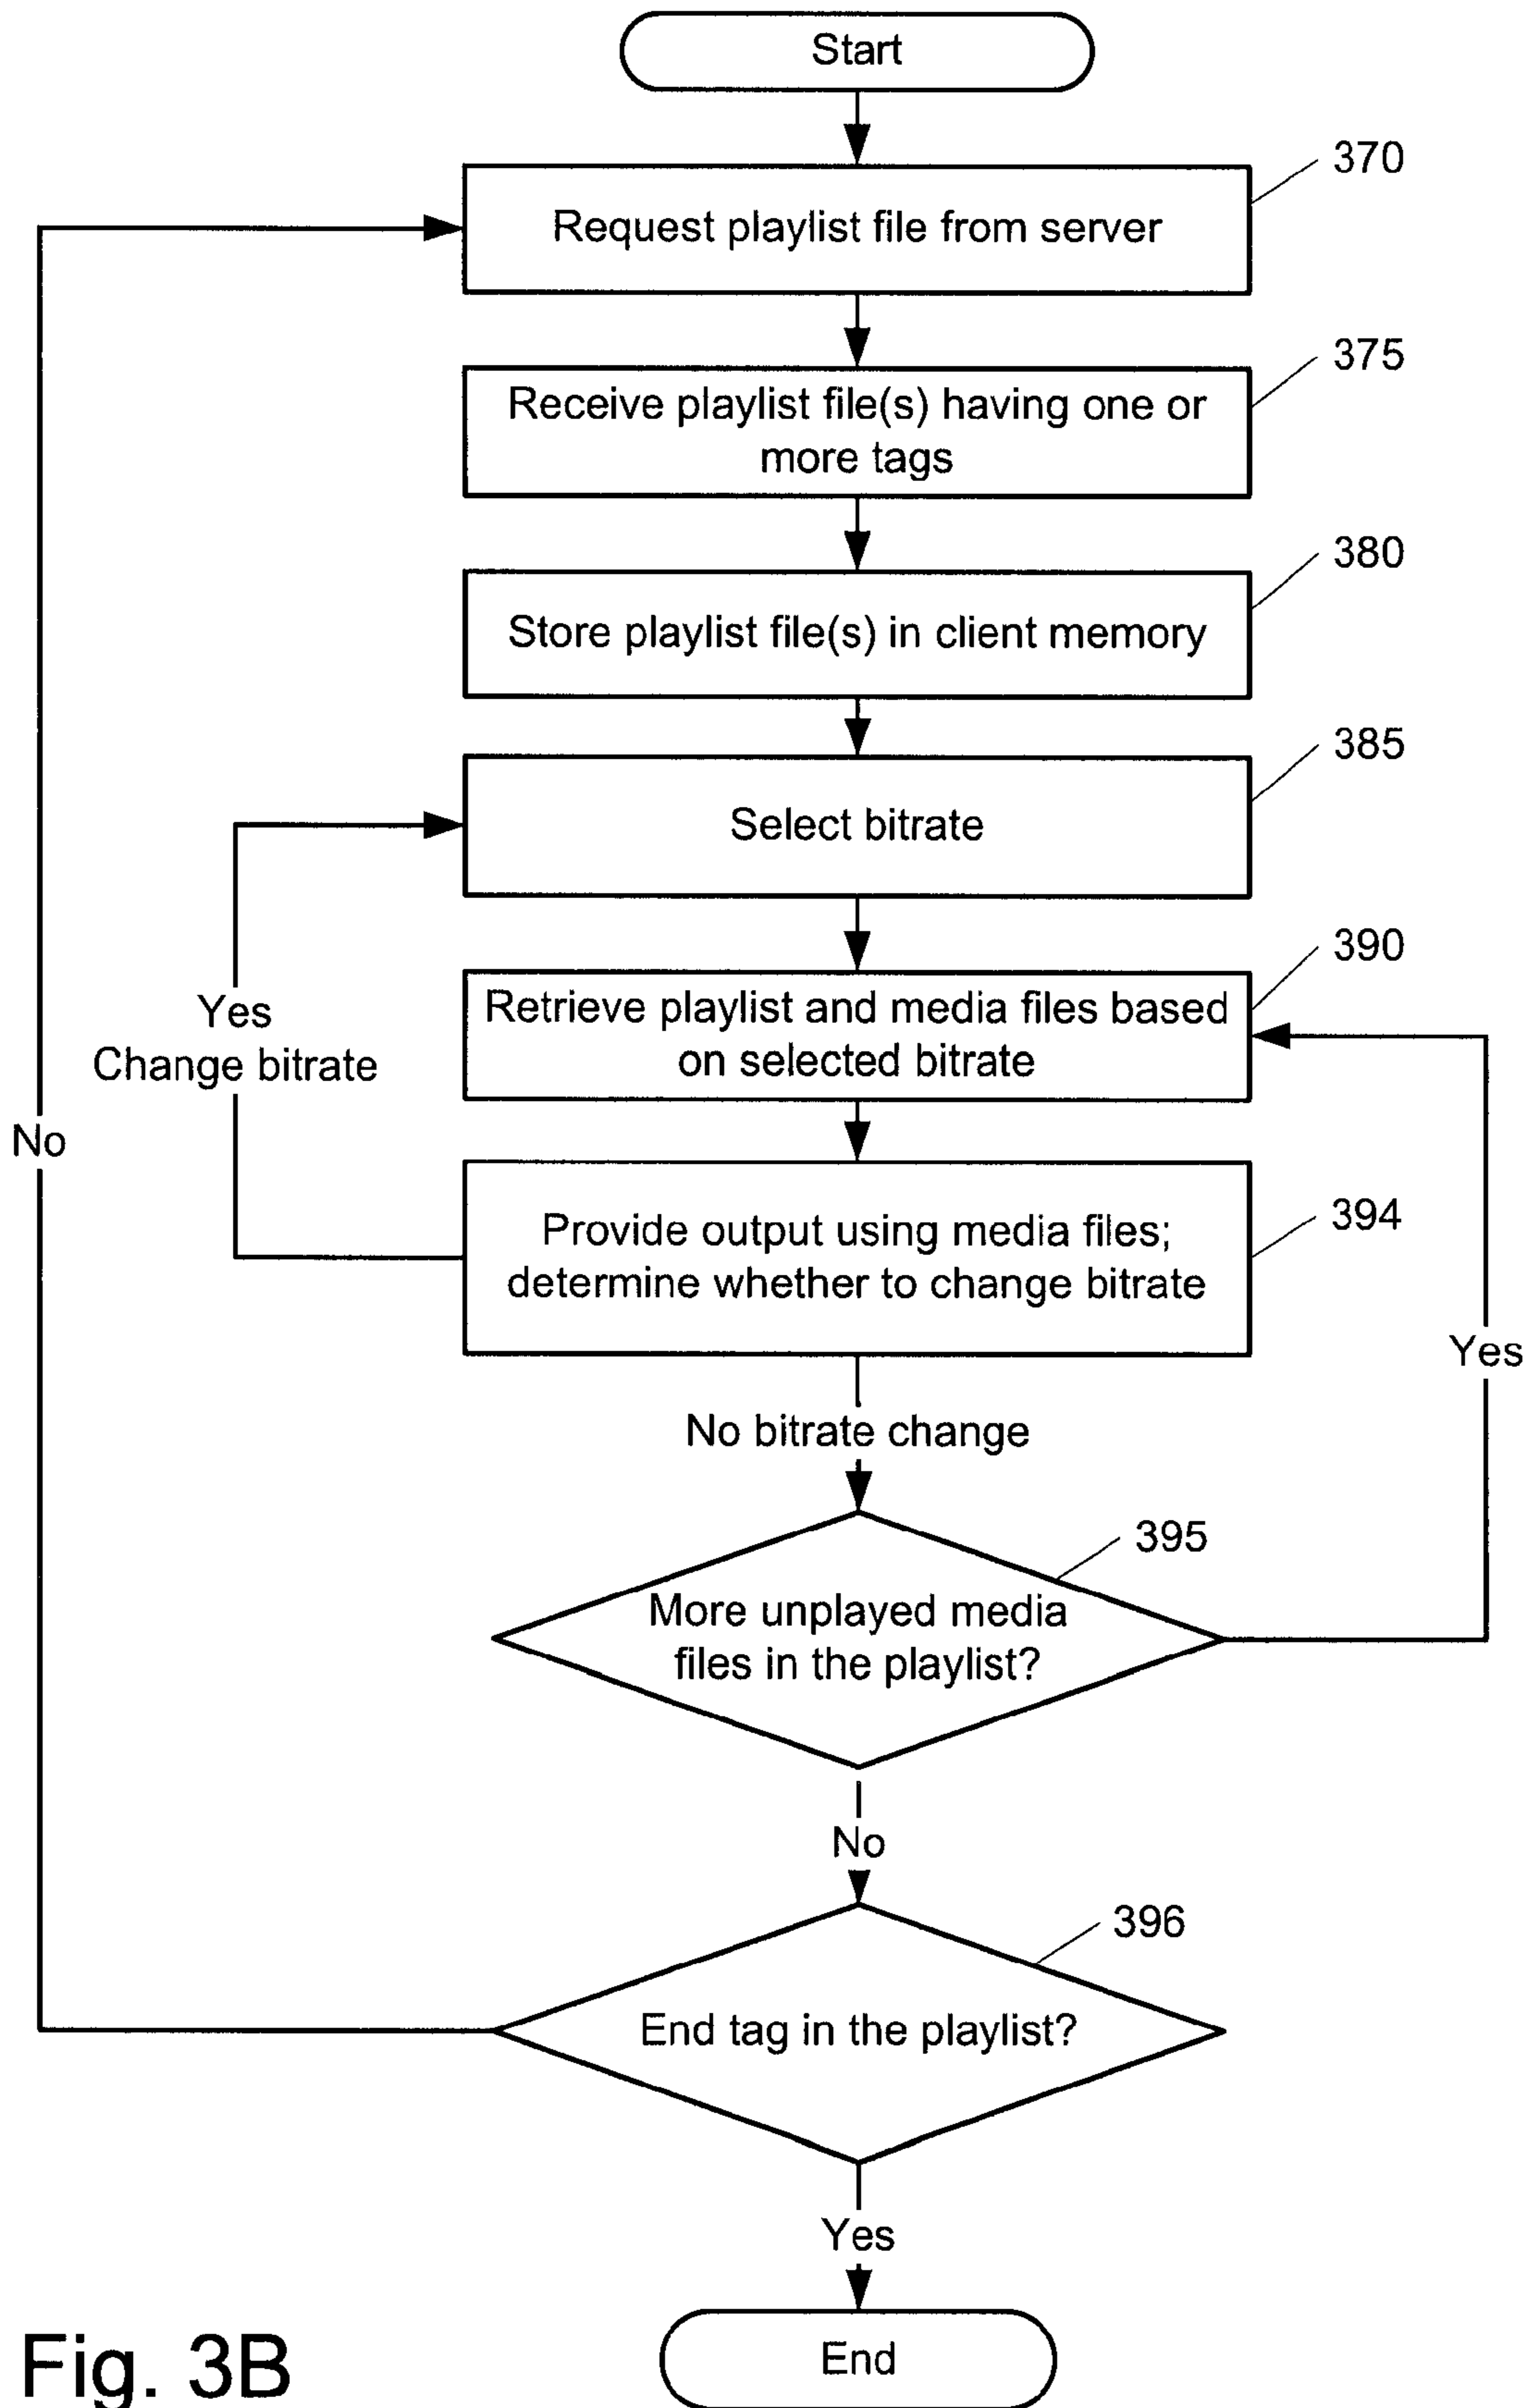 Start
370
Request playlist file from server
375
Receive playlist file(s) having one or
more tags
380
Store playlist file(s) in client memory
385
Select bitrate
390
Retrieve playlist and media files based
on selected bitrate
Yes
Change bitrate
No
394
Provide output using media files;
determine whether to change bitrate
Yes
No bitrate change
395
More unplayed media
files in the playlist?
No
396
End tag in the playlist?
Yes
End
Fig. 3B